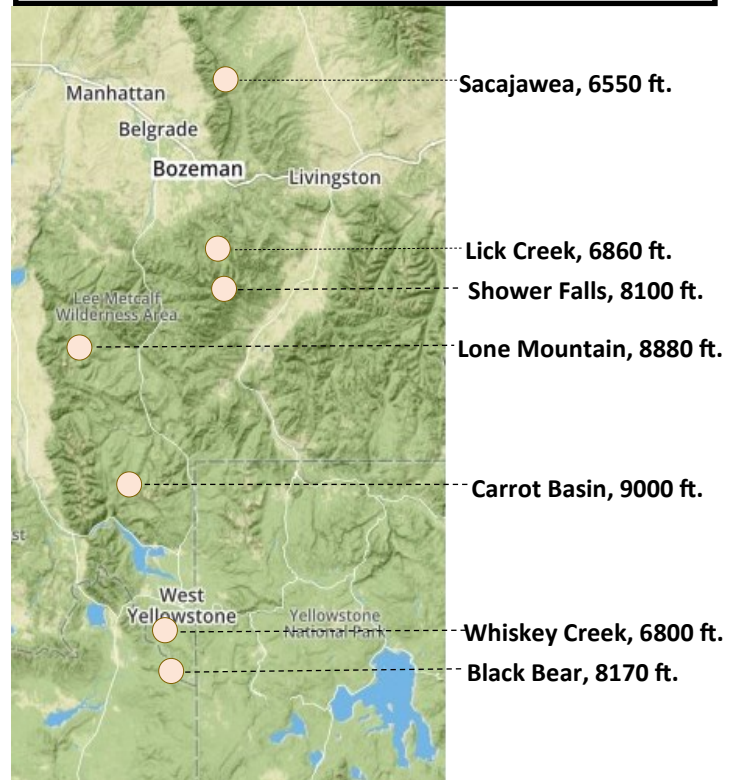 Sacajawea, 6550 ft.
Manhattan
Belgrade
Bozeman
Livingston
Lick Creek, 6860 ft.
Shower Falls, 8100 ft.
Lee Metcalf
Wilderness Area
Lone Mountain, 8880 ft.
Carrot Basin, 9000 ft.
st
West
Yellowstone
Yellowstone
National Park
Whiskey Creek, 6800 ft.
Black Bear, 8170 ft.